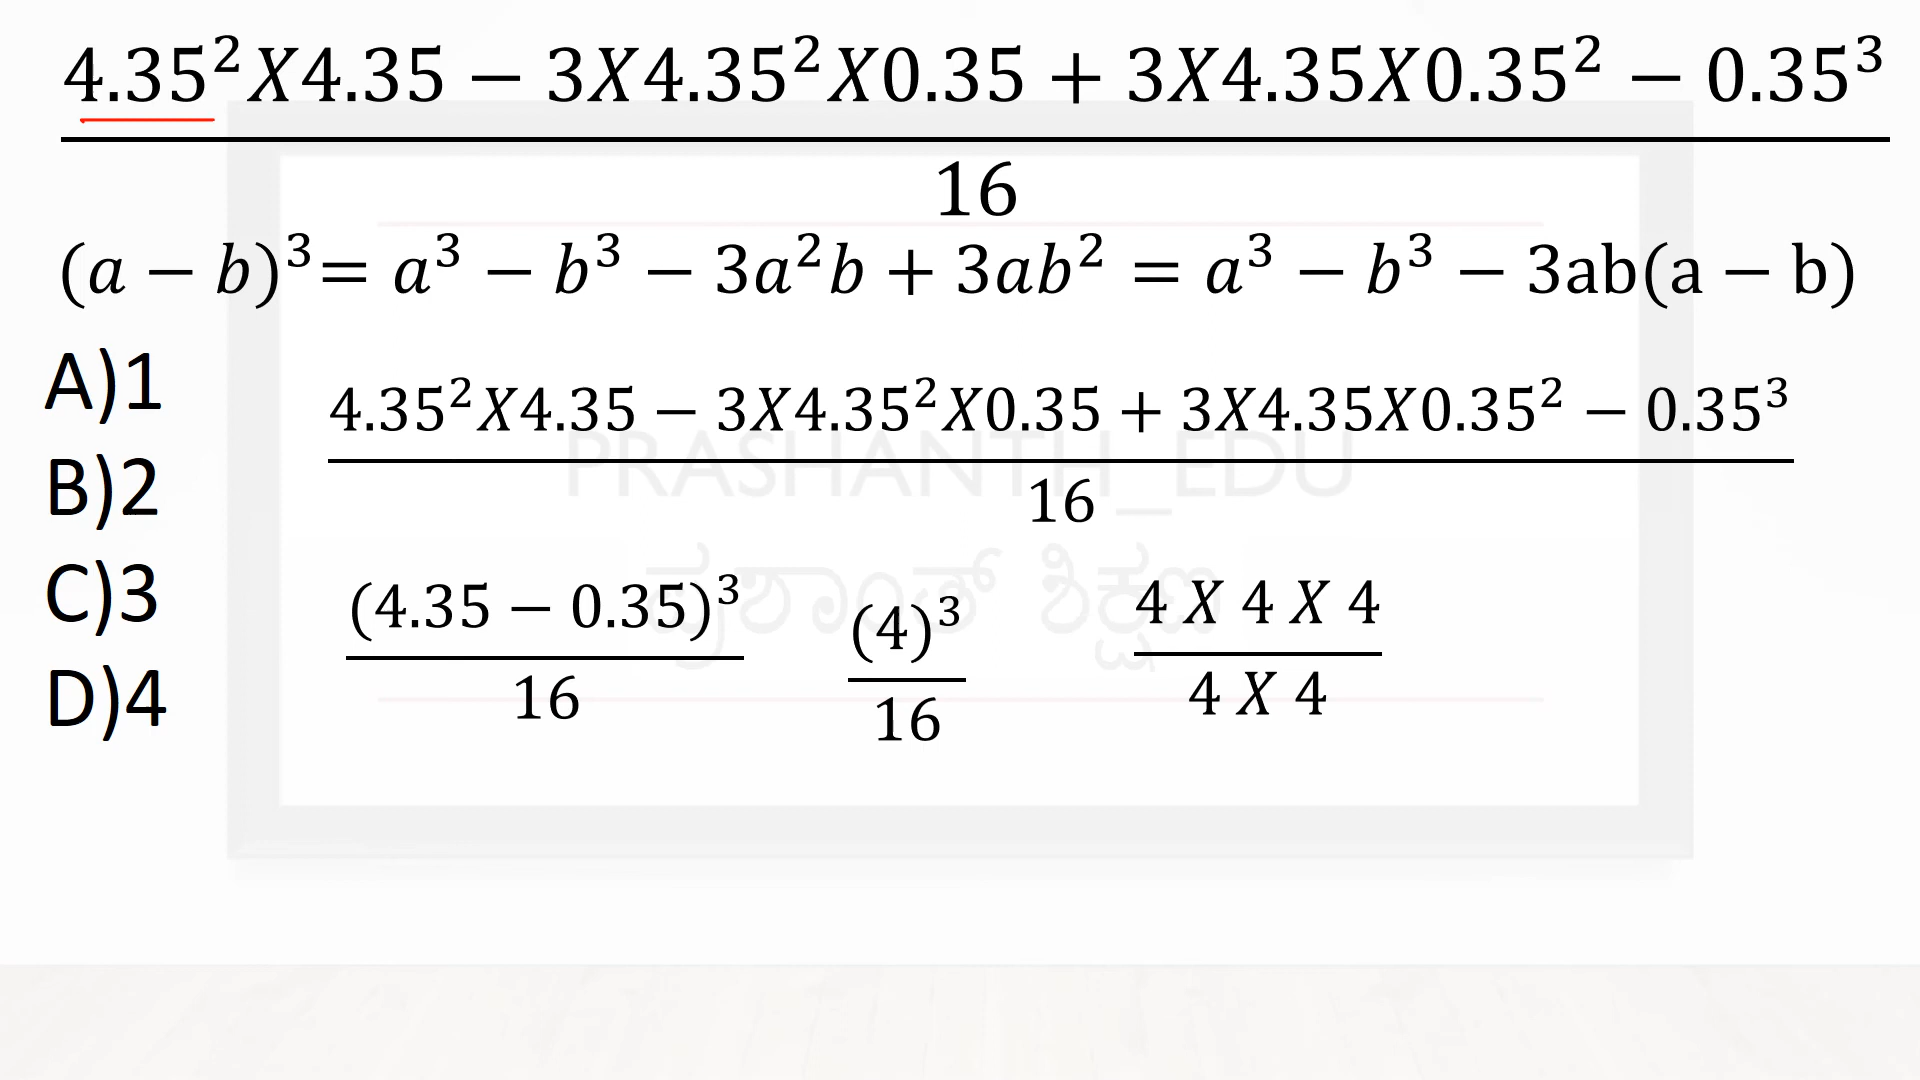 4.35²X4.35 − 3X4.35²X0.35 + 3X4.35X0.35² − 0.35³
16
(a − b)³= a³ − b³ − 3a²b + 3ab² = a³ − b³ − 3ab(a − b)
A)1
4.35²X4.35 − 3X4.35²X0.35 + 3X4.35X0.35² − 0.35³
16
PRASHANTH_EDU
B)2
ಪ್ರಶಾಂತ್ ಶಿಕ್ಷಣ
C)3
(4.35 − 0.35)³
16
(4)³
16
4 X 4 X 4
4 X 4
D)4